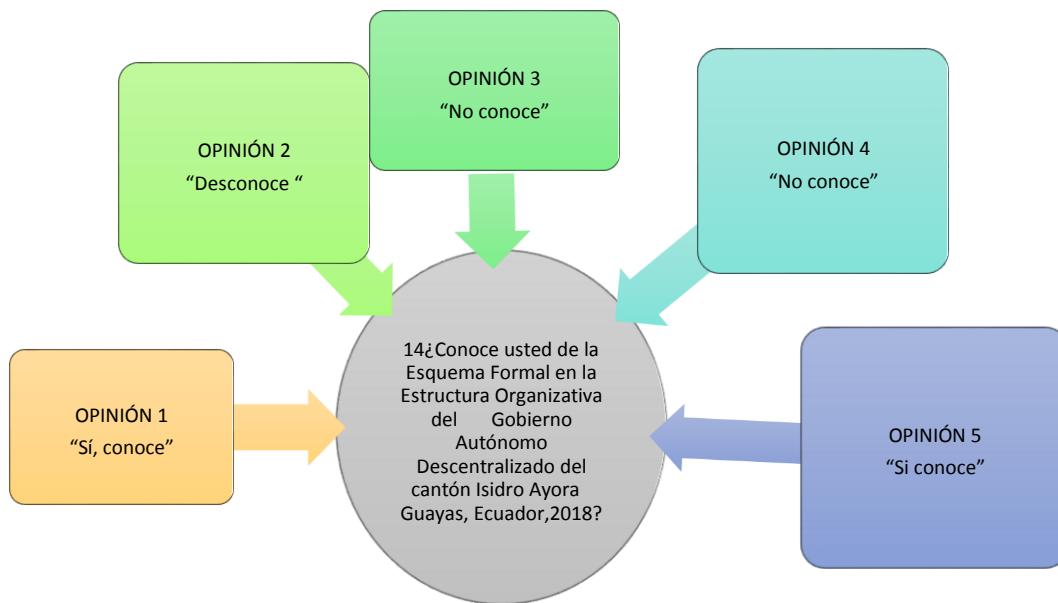 OPINIÓN 1
“Sí, conoce”
OPINIÓN 2
“Desconoce “
OPINIÓN 3
“No conoce”
OPINIÓN 4
“No conoce”
OPINIÓN 5
“Si conoce”
14¿Conoce usted de la
Esquema Formal en la
Estructura Organizativa
del Gobierno
Autónomo
Descentralizado del
cantón Isidro Ayora
Guayas, Ecuador,2018?